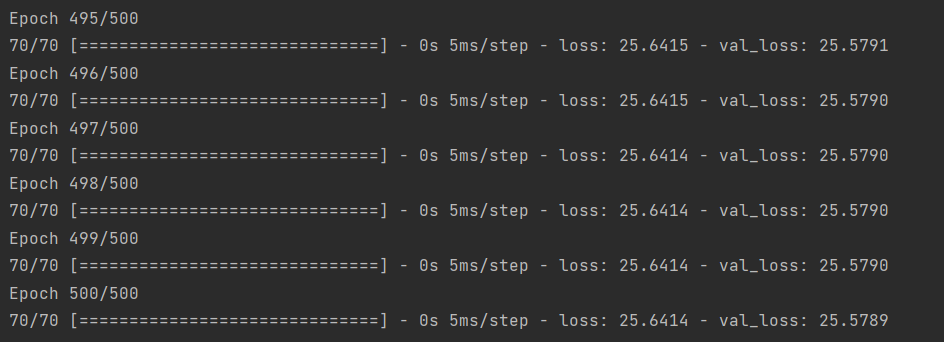 Epoch 495/500
70/70 [==============================] - 0s 5ms/step - loss: 25.6415 - val_loss: 25.5791
Epoch 496/500
70/70 [==============================] - 0s 5ms/step - loss: 25.6415 - val_loss: 25.5790
Epoch 497/500
70/70 [==============================] - 0s 5ms/step - loss: 25.6414 - val_loss: 25.5790
Epoch 498/500
70/70 [==============================] - 0s 5ms/step - loss: 25.6414 - val_loss: 25.5790
Epoch 499/500
70/70 [==============================] - 0s 5ms/step - loss: 25.6414 - val_loss: 25.5790
Epoch 500/500
70/70 [==============================] - 0s 5ms/step - loss: 25.6414 - val_loss: 25.5789